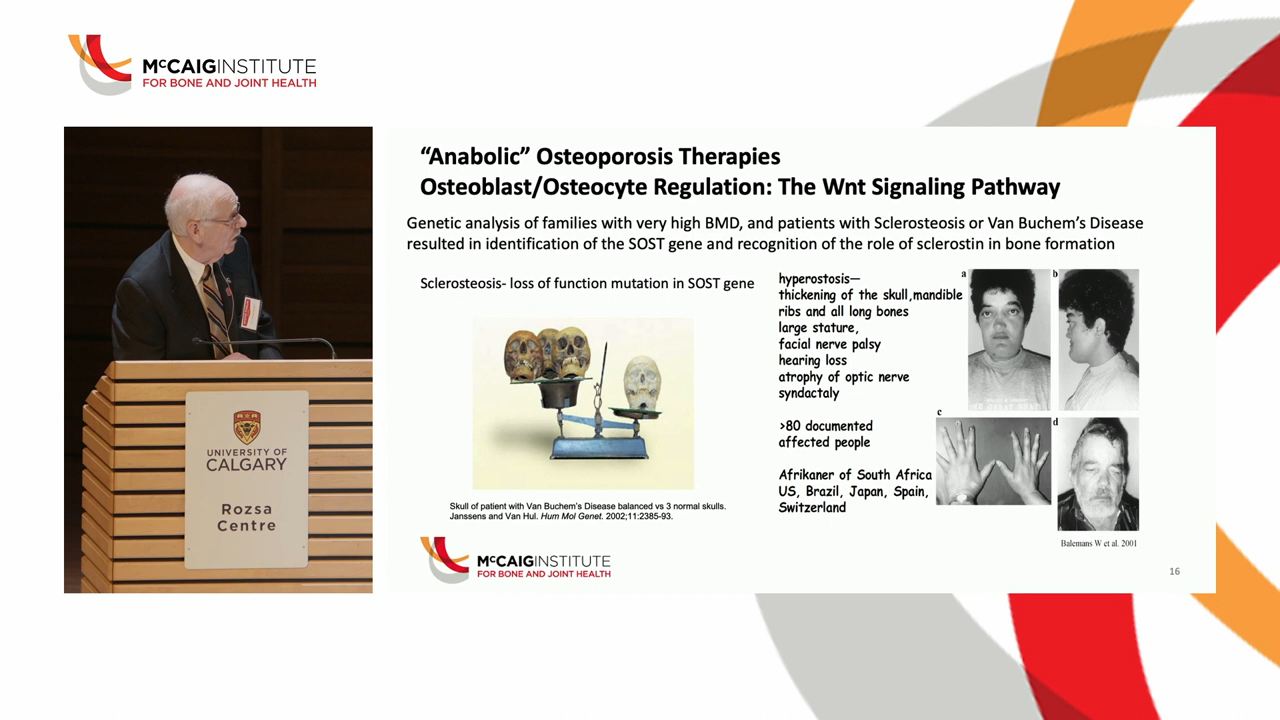 McCAIGINSTITUTE
FOR BONE AND JOINT HEALTH
UNIVERSITY OF
CALGARY
Rozsa
Centre
“Anabolic” Osteoporosis Therapies
Osteoblast/Osteocyte Regulation: The Wnt Signaling Pathway
Genetic analysis of families with very high BMD, and patients with Sclerosteosis or Van Buchem’s Disease
resulted in identification of the SOST gene and recognition of the role of sclerostin in bone formation
Sclerosteosis- loss of function mutation in SOST gene
Skull of patient with Van Buchem’s Disease balanced vs 3 normal skulls.
Janssens and Van Hul. Hum Mol Genet. 2002;11:2385-93.
hyperostosis—
thickening of the skull,mandible
ribs and all long bones
large stature,
facial nerve palsy
hearing loss
atrophy of optic nerve
syndactaly
>80 documented
affected people
Afrikaner of South Africa
US, Brazil, Japan, Spain,
Switzerland
a
b
c
d
Balemans W et al. 2001
McCAIGINSTITUTE
FOR BONE AND JOINT HEALTH
16